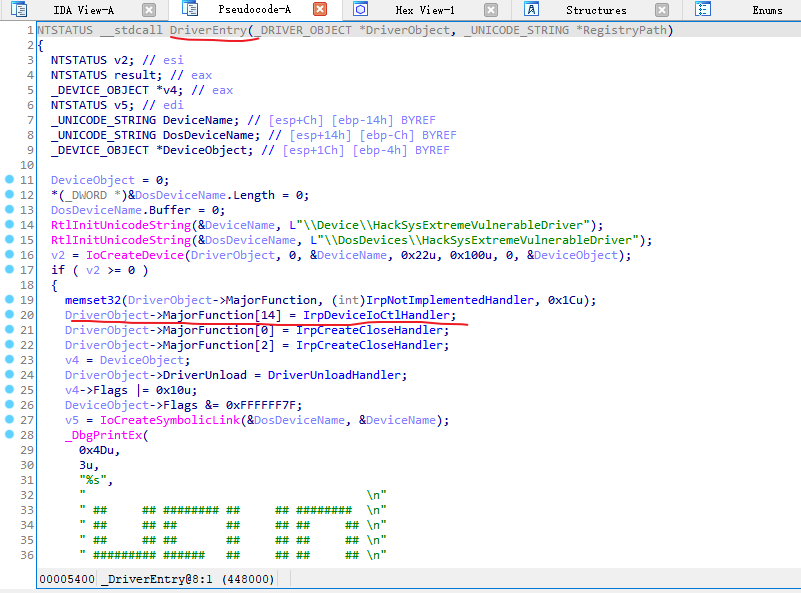 IDA View-A Pseudocode-A Hex View-1 Structures Enums
1 NTSTATUS __stdcall DriverEntry(_DRIVER_OBJECT *DriverObject, _UNICODE_STRING *RegistryPath)
2 {
3 NTSTATUS v2; // esi
4 NTSTATUS result; // eax
5 _DEVICE_OBJECT *v4; // eax
6 NTSTATUS v5; // edi
7 _UNICODE_STRING DeviceName; // [esp+Ch] [ebp-14h] BYREF
8 _UNICODE_STRING DosDeviceName; // [esp+14h] [ebp-Ch] BYREF
9 _DEVICE_OBJECT *DeviceObject; // [esp+1Ch] [ebp-4h] BYREF
10
11 DeviceObject = 0;
12 *(_DWORD *)&DosDeviceName.Length = 0;
13 DosDeviceName.Buffer = 0;
14 RtlInitUnicodeString(&DeviceName, L"\\Device\\HackSysExtremeVulnerableDriver");
15 RtlInitUnicodeString(&DosDeviceName, L"\\DosDevices\\HackSysExtremeVulnerableDriver");
16 v2 = IoCreateDevice(DriverObject, 0, &DeviceName, 0x22u, 0x100u, 0, &DeviceObject);
17 if ( v2 >= 0 )
18 {
19 memset32(DriverObject->MajorFunction, (int)IrpNotImplementedHandler, 0x1Cu);
20 DriverObject->MajorFunction[14] = IrpDeviceIoCtlHandler;
21 DriverObject->MajorFunction[0] = IrpCreateCloseHandler;
22 DriverObject->MajorFunction[2] = IrpCreateCloseHandler;
23 v4 = DeviceObject;
24 DriverObject->DriverUnload = DriverUnloadHandler;
25 v4->Flags |= 0x10u;
26 DeviceObject->Flags &= 0xFFFFFF7F;
27 v5 = IoCreateSymbolicLink(&DosDeviceName, &DeviceName);
28 _DbgPrintEx(
29 0x4Du,
30 3u,
31 "%s",
32 "                                        \n"
33 " ##     ## ######## ##     ## ########  \n"
34 " ##     ## ##       ##     ## ##     ## \n"
35 " ##     ## ##       ##     ## ##     ## \n"
36 " ######### ######   ##     ## ##     ## \n"
00005400 _DriverEntry@8:1 (448000)